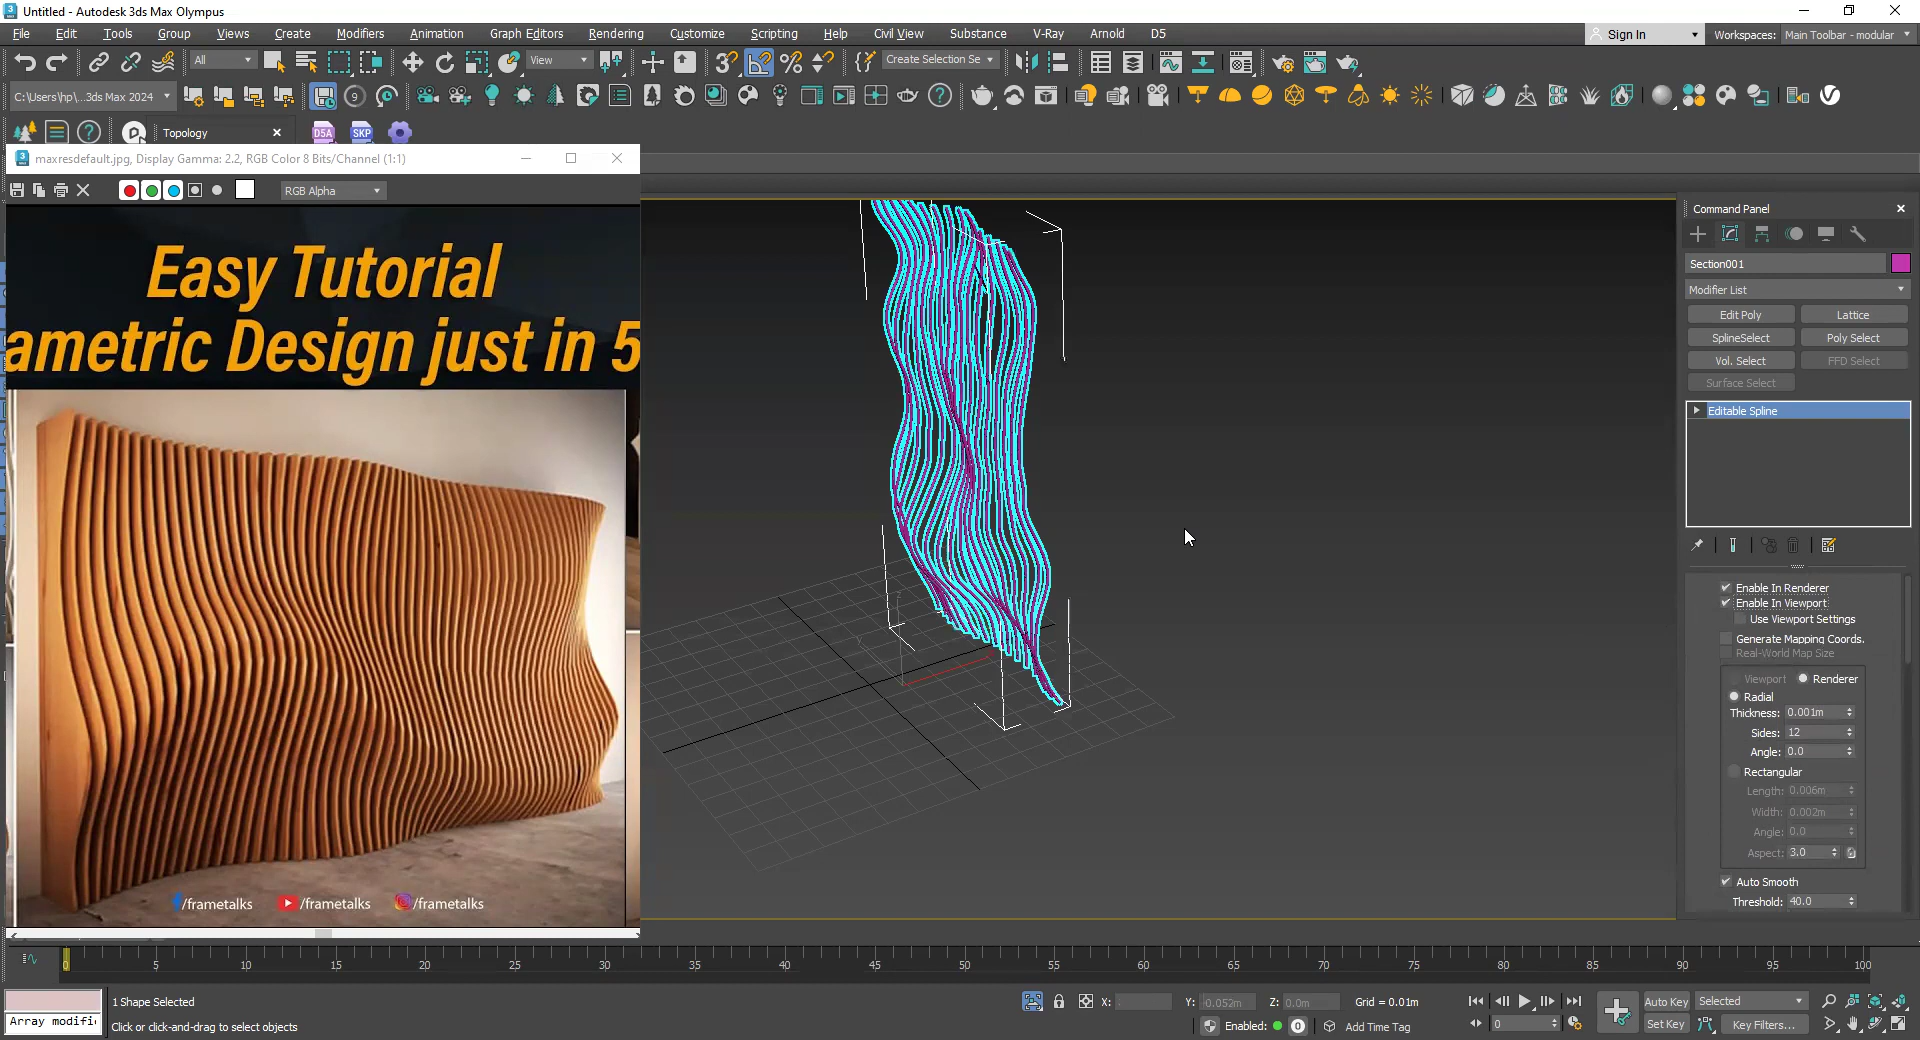 Untitled - Autodesk 3ds Max Olympus
File Edit Tools Group Views Create Modifiers Animation Graph Editors Rendering Customize Scripting Help Civil View Substance V-Ray Arnold D5
Sign In Workspaces: Main Toolbar - modular
All View Create Selection Se
C:\Users\hp\...3ds Max 2024
Topology D5A SKP
maxresdefault.jpg, Display Gamma: 2.2, RGB Color 8 Bits/Channel (1:1)
RGB Alpha
Easy Tutorial
ametric Design just in 5
/frametalks /frametalks /frametalks
Command Panel
Section001
Modifier List
Edit Poly Lattice
SplineSelect Poly Select
Vol. Select FFD Select
Surface Select
Editable Spline
Enable In Renderer
Enable In Viewport
Use Viewport Settings
Generate Mapping Coords.
Real-World Map Size
Viewport Renderer
Radial
Thickness: 0.001m
Sides: 12
Angle: 0.0
Rectangular
Length: 0.006m
Width: 0.002m
Angle: 0.0
Aspect: 3.0
Auto Smooth
Threshold: 40.0
0 5 10 15 20 25 30 35 40 45 50 55 60 65 70 75 80 85 90 95 100
1 Shape Selected
X: Y: -0.052m Z: 0.0m Grid = 0.01m
Auto Key Selected
Array modifi
Click or click-and-drag to select objects
Enabled: 0 Add Time Tag
0 Set Key Key Filters...